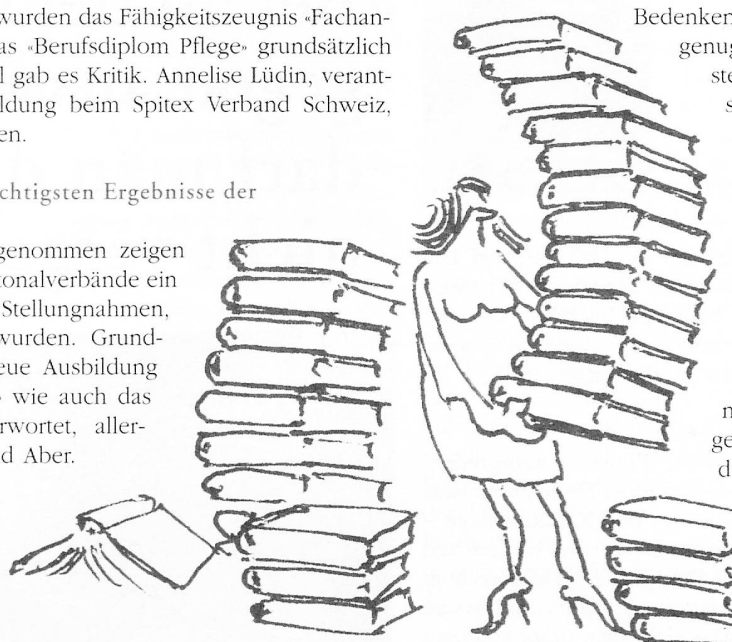 wurden das Fähigkeitszeugnis «Fachan-
as «Berufsdiplom Pflege» grundsätzlich
l gab es Kritik. Annelise Lüdin, verant-
ldung beim Spitex Verband Schweiz,
en.
chtigsten Ergebnisse der
genommen zeigen
tonalverbände ein
Stellungnahmen,
wurden. Grund-
eue Ausbildung
» wie auch das
rwortet, aller-
d Aber.
Bedenken
genug
ste
s
n
ge
d